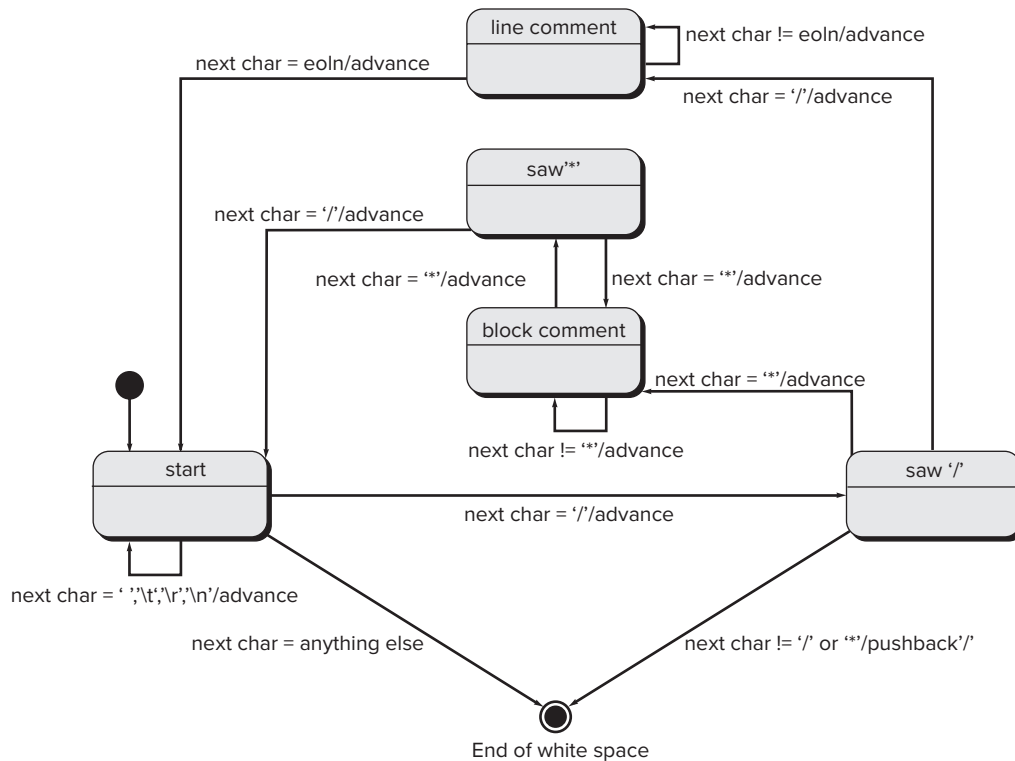 line comment
next char != eoln/advance
next char = eoln/advance
next char = ‘/’/advance
saw’*’
next char = ‘/’/advance
next char = ‘*’/advance
next char = ‘*’/advance
block comment
next char = ‘*’/advance
next char != ‘*’/advance
start
saw ‘/’
next char = ‘/’/advance
next char = ‘ ’,’\t‘,’\r’,’\n’/advance
next char = anything else
next char != ‘/’ or ‘*’/pushback’/’
End of white space